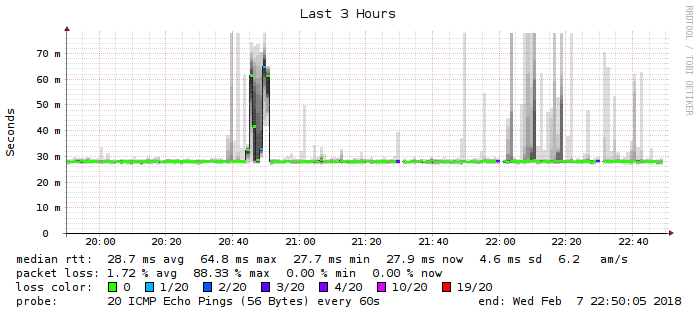 Last 3 Hours
RRDTOOL / TOBI OETIKER
Seconds
70 m
60 m
50 m
40 m
30 m
20 m
10 m
0
20:00 20:20 20:40 21:00 21:20 21:40 22:00 22:20 22:40
median rtt: 28.7 ms avg 64.8 ms max 27.7 ms min 27.9 ms now 4.6 ms sd 6.2 am/s
packet loss: 1.72 % avg 88.33 % max 0.00 % min 0.00 % now
loss color: 0 1/20 2/20 3/20 4/20 10/20 19/20
probe: 20 ICMP Echo Pings (56 Bytes) every 60s end: Wed Feb 7 22:50:05 2018